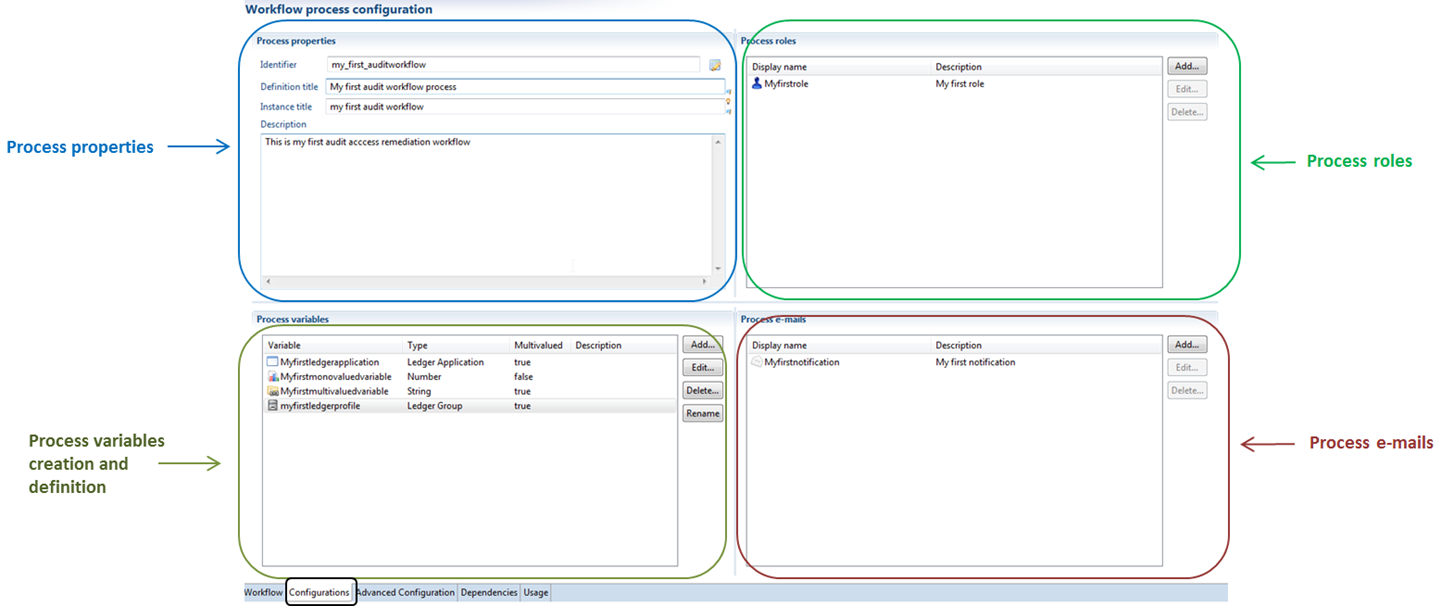 Workflow process configuration
Process properties
Identifier my_first_auditworkflow
Definition title My first audit workflow process
Instance title my first audit workflow
Description
This is my first audit acccess remediation workflow
Process properties
Process roles
Display name Description
Myfirstrole My first role
Add...
Edit...
Delete...
Process roles
Process variables
Variable Type Multivalued Description
Myfirstledgerapplication Ledger Application true
Myfirstmonovaluedvariable Number false
Myfirstmultivaluedvariable String true
myfirstledgerprofile Ledger Group true
Add...
Edit...
Delete...
Rename
Process variables
creation and
definition
Process e-mails
Display name Description
Myfirstnotification My first notification
Add...
Edit...
Delete...
Process e-mails
Workflow Configurations Advanced Configuration Dependencies Usage